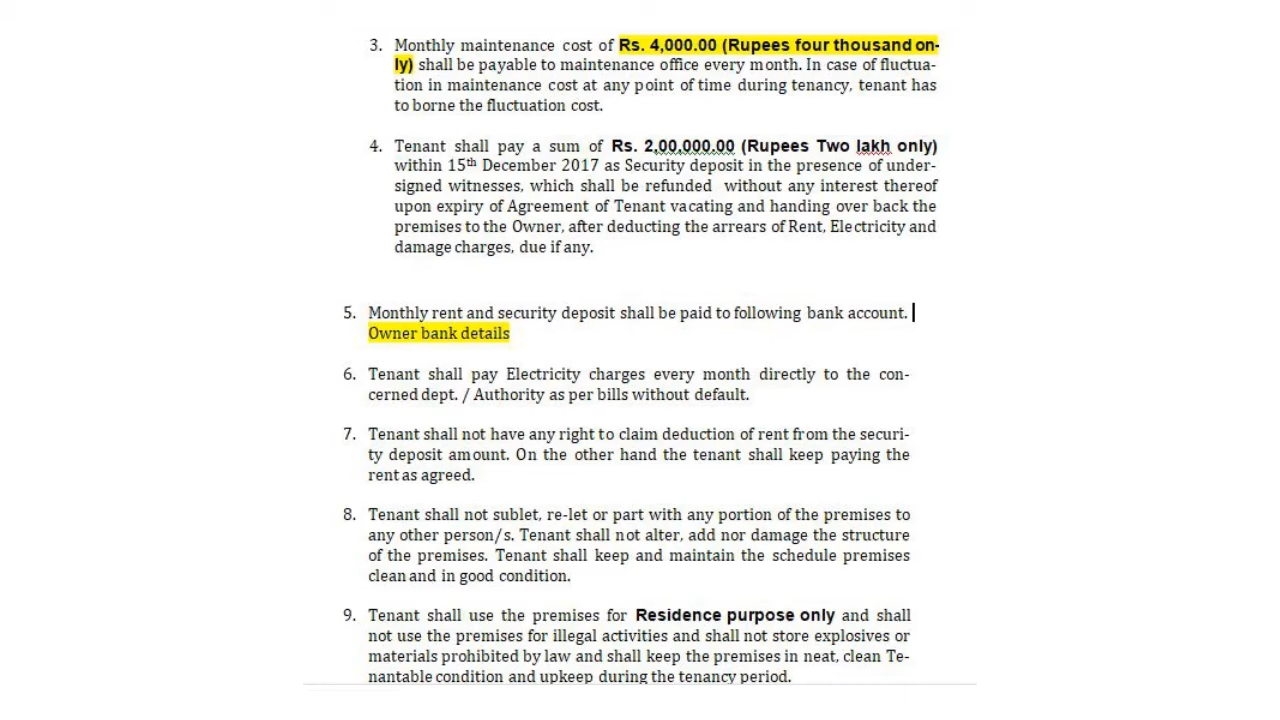 3. Monthly maintenance cost of Rs. 4,000.00 (Rupees four thousand on-
ly) shall be payable to maintenance office every month. In case of fluctua-
tion in maintenance cost at any point of time during tenancy, tenant has
to borne the fluctuation cost.
4. Tenant shall pay a sum of Rs. 2,00,000.00 (Rupees Two lakh only)
within 15th December 2017 as Security deposit in the presence of under-
signed witnesses, which shall be refunded without any interest thereof
upon expiry of Agreement of Tenant vacating and handing over back the
premises to the Owner, after deducting the arrears of Rent, Electricity and
damage charges, due if any.
5. Monthly rent and security deposit shall be paid to following bank account.
Owner bank details
6. Tenant shall pay Electricity charges every month directly to the con-
cerned dept. / Authority as per bills without default.
7. Tenant shall not have any right to claim deduction of rent from the securi-
ty deposit amount. On the other hand the tenant shall keep paying the
rent as agreed.
8. Tenant shall not sublet, re-let or part with any portion of the premises to
any other person/s. Tenant shall not alter, add nor damage the structure
of the premises. Tenant shall keep and maintain the schedule premises
clean and in good condition.
9. Tenant shall use the premises for Residence purpose only and shall
not use the premises for illegal activities and shall not store explosives or
materials prohibited by law and shall keep the premises in neat, clean Te-
nantable condition and upkeep during the tenancy period.